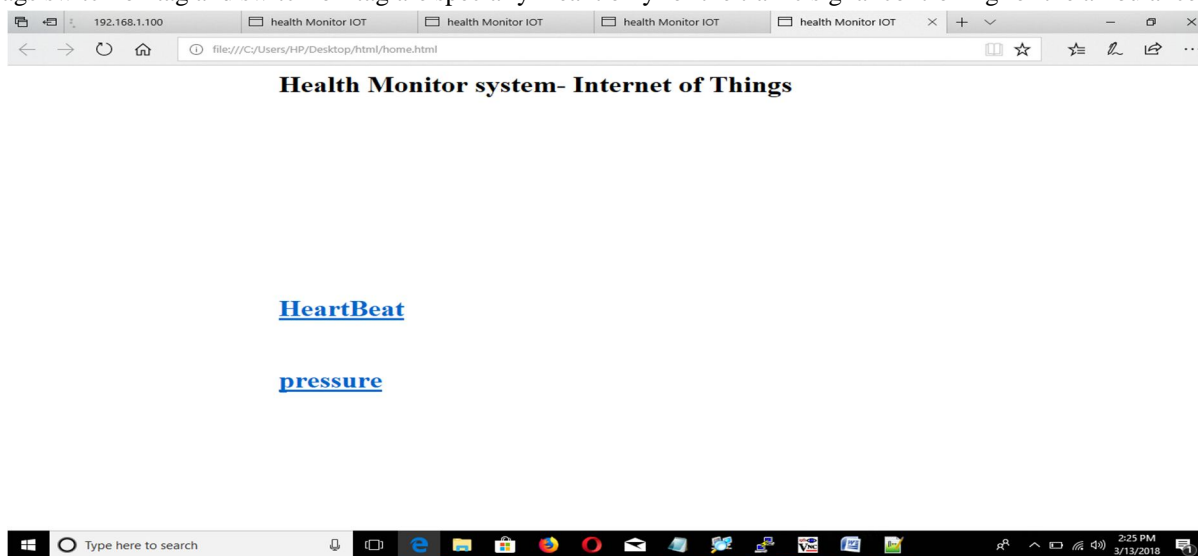 192.168.1.100 health Monitor IOT health Monitor IOT health Monitor IOT health Monitor IOT
file:///C:/Users/HP/Desktop/html/home.html
Health Monitor system- Internet of Things
HeartBeat
pressure
Type here to search
2:25 PM
3/13/2018